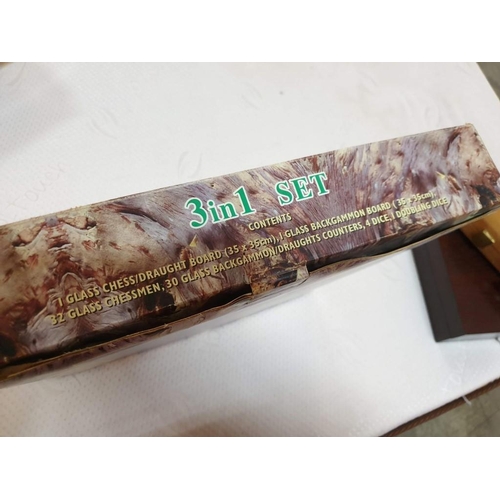 3in1 SET
CONTENTS
1 GLASS CHESS/DRAUGHT BOARD (35 x 35cm), 1 GLASS BACKGAMMON BOARD (35 x 35cm),
32 GLASS CHESSMEN, 30 GLASS BACKGAMMON/DRAUGHTS COUNTERS, 4 DICE, 1 DOUBLING DICE